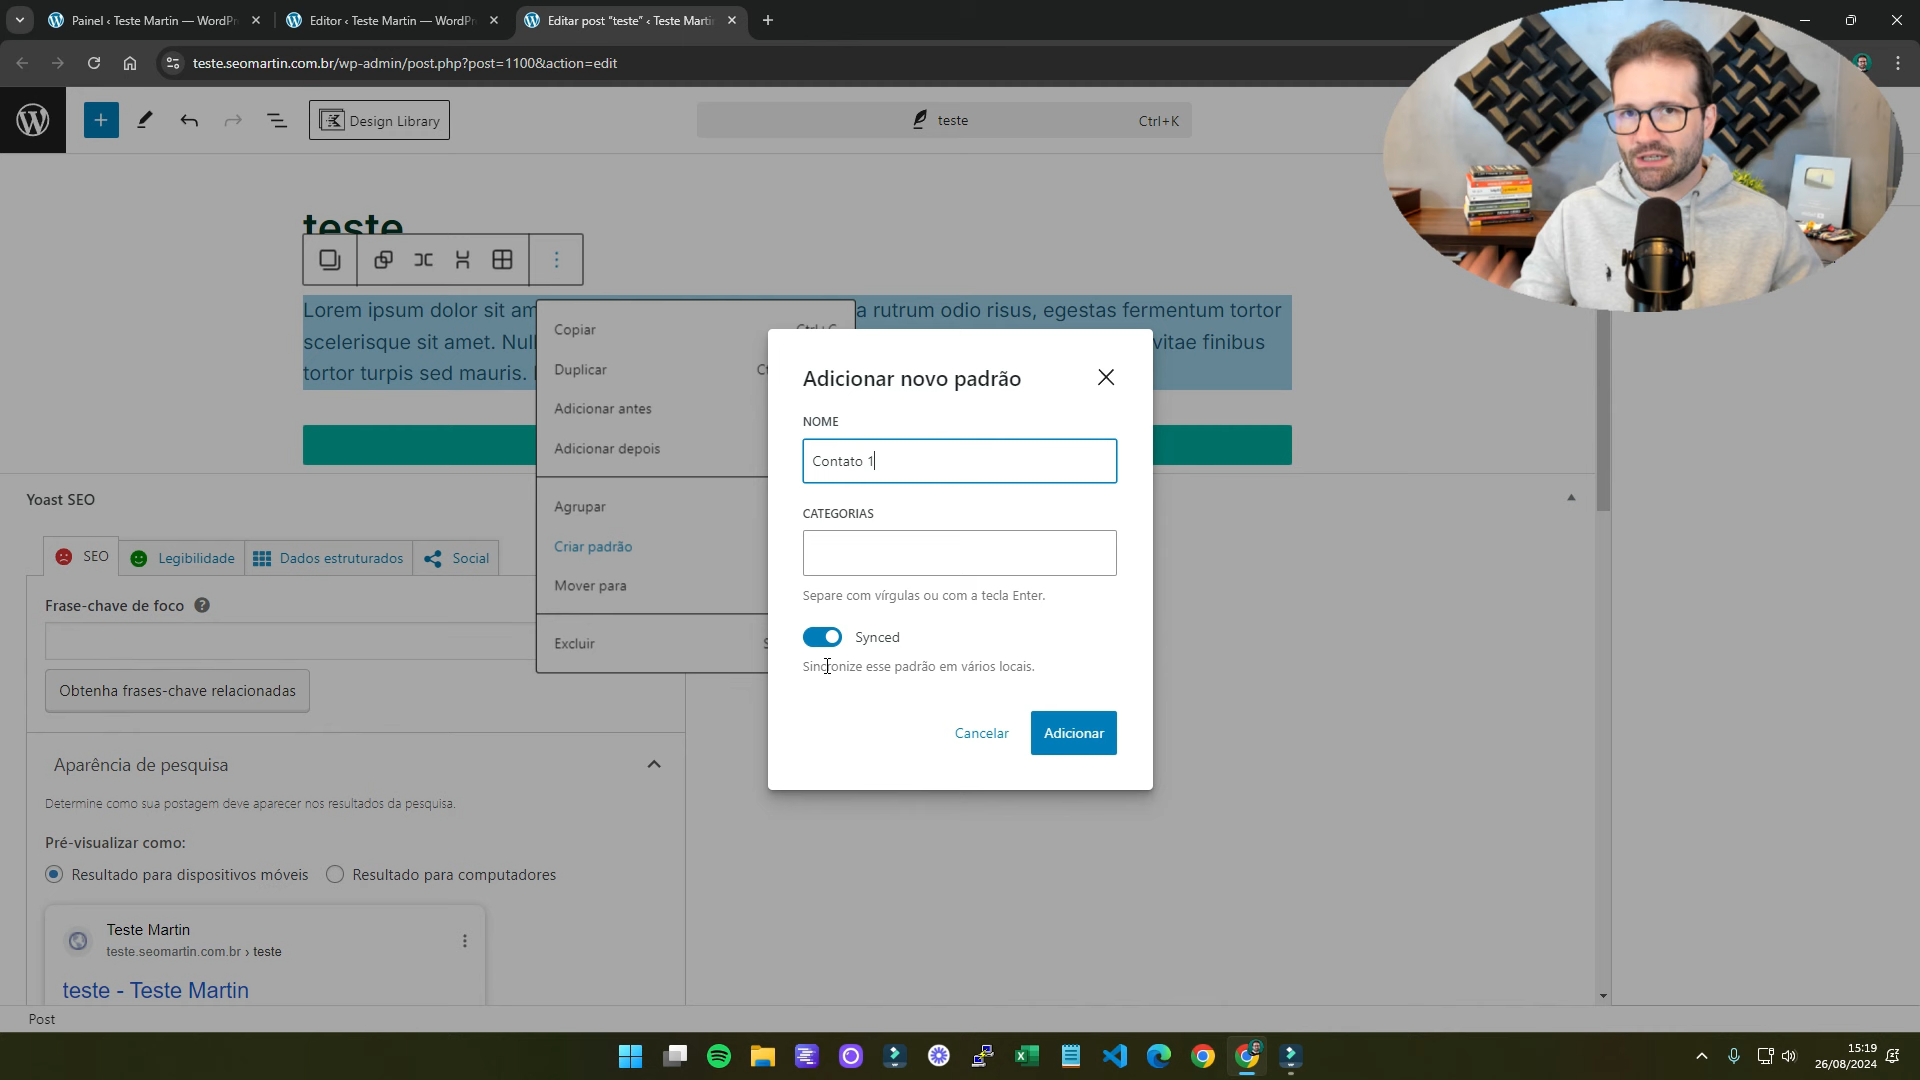 Painel ‹ Teste Martin — WordPr
Editor ‹ Teste Martin — WordPr
Editar post “teste” ‹ Teste Martin
teste.seomartin.com.br/wp-admin/post.php?post=1100&action=edit
Design Library
teste
Ctrl+K
teste
Lorem ipsum dolor sit am
a rutrum odio risus, egestas fermentum tortor
scelerisque sit amet. Null
vitae finibus
tortor turpis sed mauris.
Copiar
Ctrl+C
Duplicar
Adicionar antes
Adicionar depois
Agrupar
Criar padrão
Mover para
Excluir
Adicionar novo padrão
NOME
Contato 1
CATEGORIAS
Separe com vírgulas ou com a tecla Enter.
Synced
Sincronize esse padrão em vários locais.
Cancelar
Adicionar
Yoast SEO
SEO
Legibilidade
Dados estruturados
Social
Frase-chave de foco
Obtenha frases-chave relacionadas
Aparência de pesquisa
Determine como sua postagem deve aparecer nos resultados da pesquisa.
Pré-visualizar como:
Resultado para dispositivos móveis
Resultado para computadores
Teste Martin
teste.seomartin.com.br › teste
teste - Teste Martin
Post
15:19
26/08/2024